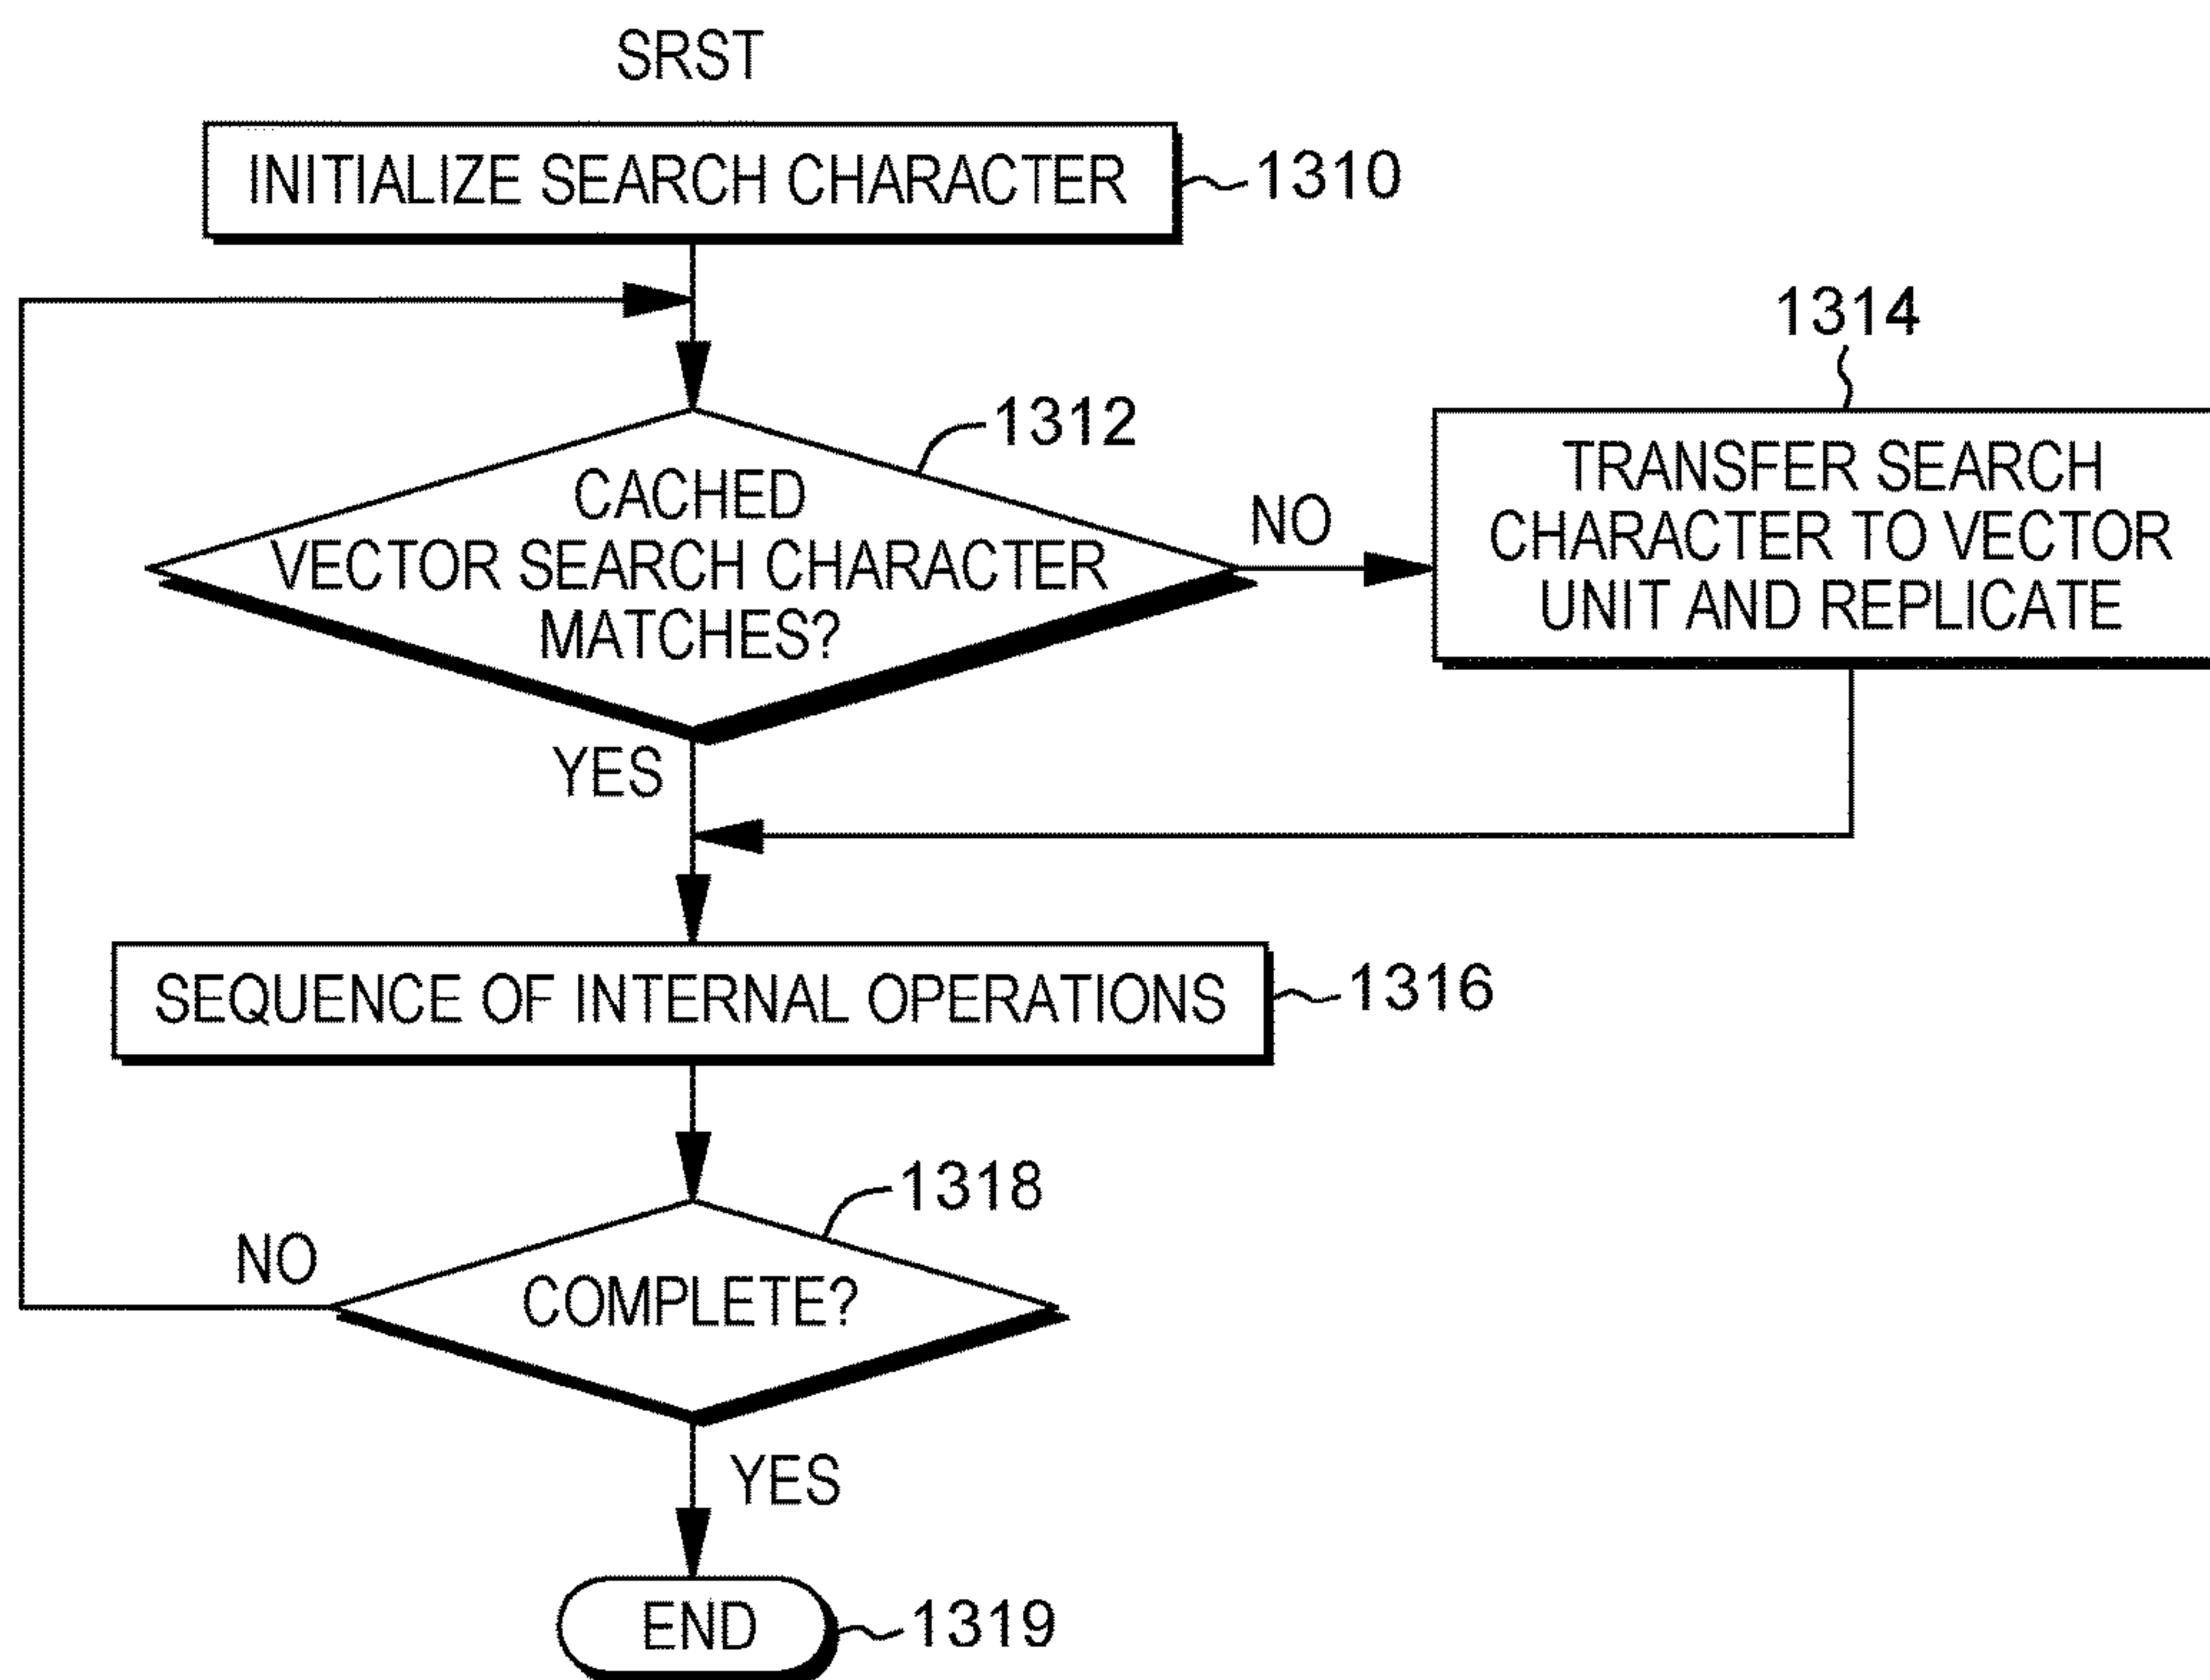 SRST
INITIALIZE SEARCH CHARACTER
1310
1312
CACHED
VECTOR SEARCH CHARACTER
MATCHES?
NO
1314
TRANSFER SEARCH
CHARACTER TO VECTOR
UNIT AND REPLICATE
YES
SEQUENCE OF INTERNAL OPERATIONS
1316
1318
NO
COMPLETE?
YES
END
1319